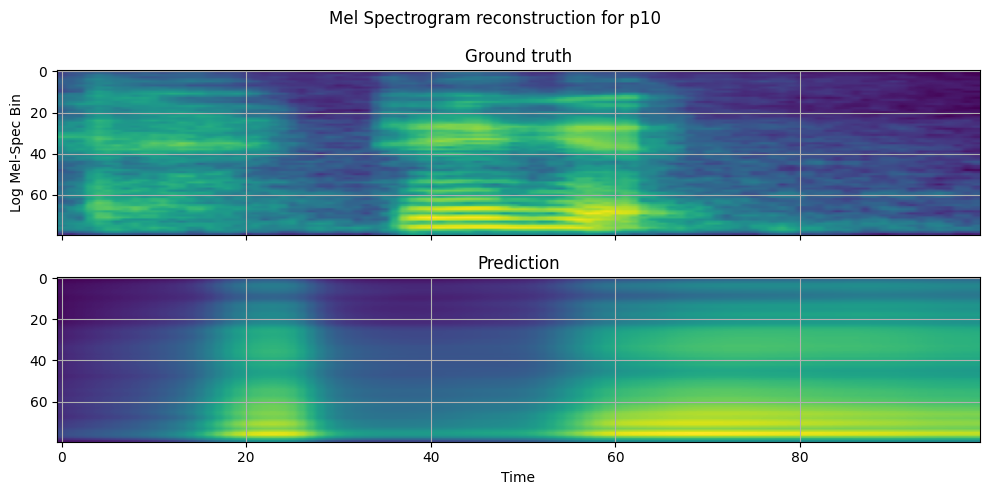 Mel Spectrogram reconstruction for p10
Ground truth
0
20
40
60
Log Mel-Spec Bin
Prediction
0
20
40
60
0 20 40 60 80
Time